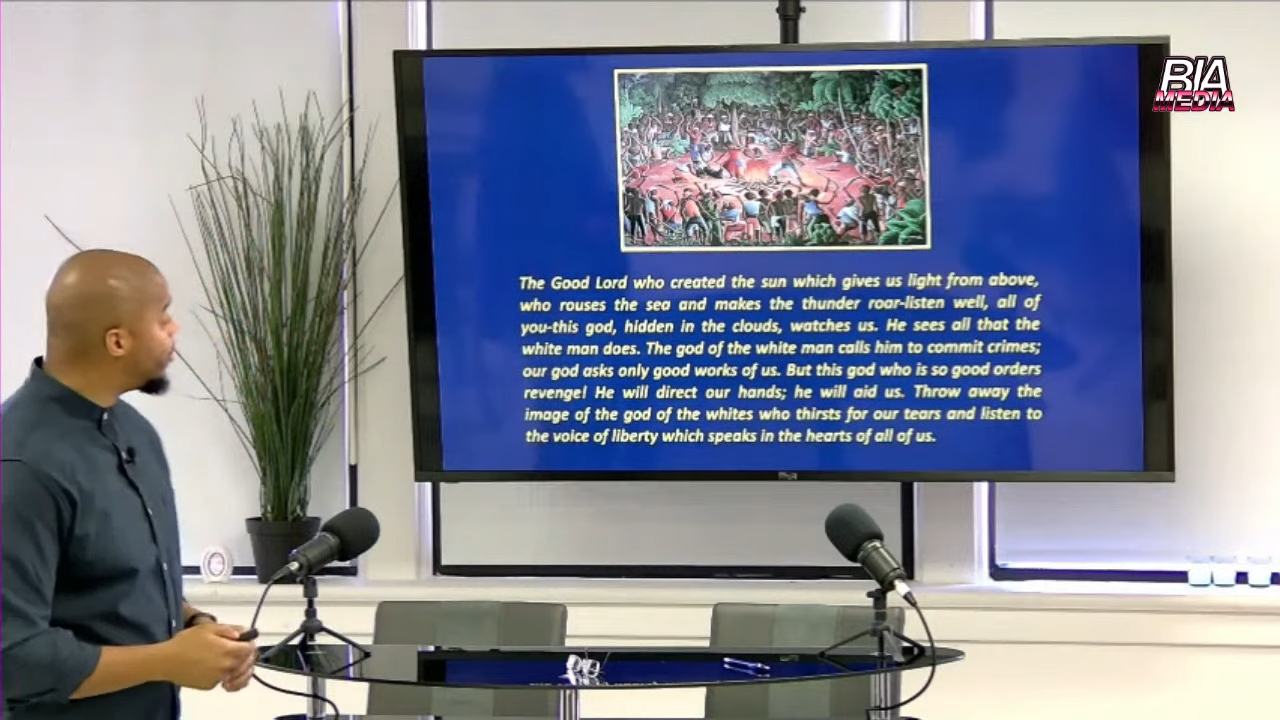 BIA
MEDIA
The Good Lord who created the sun which gives us light from above,
who rouses the sea and makes the thunder roar-listen well, all of
you-this god, hidden in the clouds, watches us. He sees all that the
white man does. The god of the white man calls him to commit crimes;
our god asks only good works of us. But this god who is so good orders
revenge! He will direct our hands; he will aid us. Throw away the
image of the god of the whites who thirsts for our tears and listen to
the voice of liberty which speaks in the hearts of all of us.